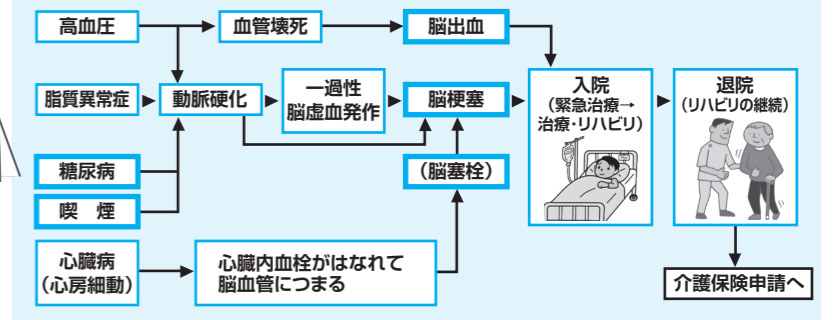 高血圧
血管壊死
脳出血
脂質異常症
動脈硬化
一過性
脳虚血発作
脳梗塞
入院
(緊急治療→
治療・リハビリ)
退院
(リハビリの継続)
糖尿病
喫　煙
(脳塞栓)
心臓病
(心房細動)
心臓内血栓がはなれて
脳血管につまる
介護保険申請へ